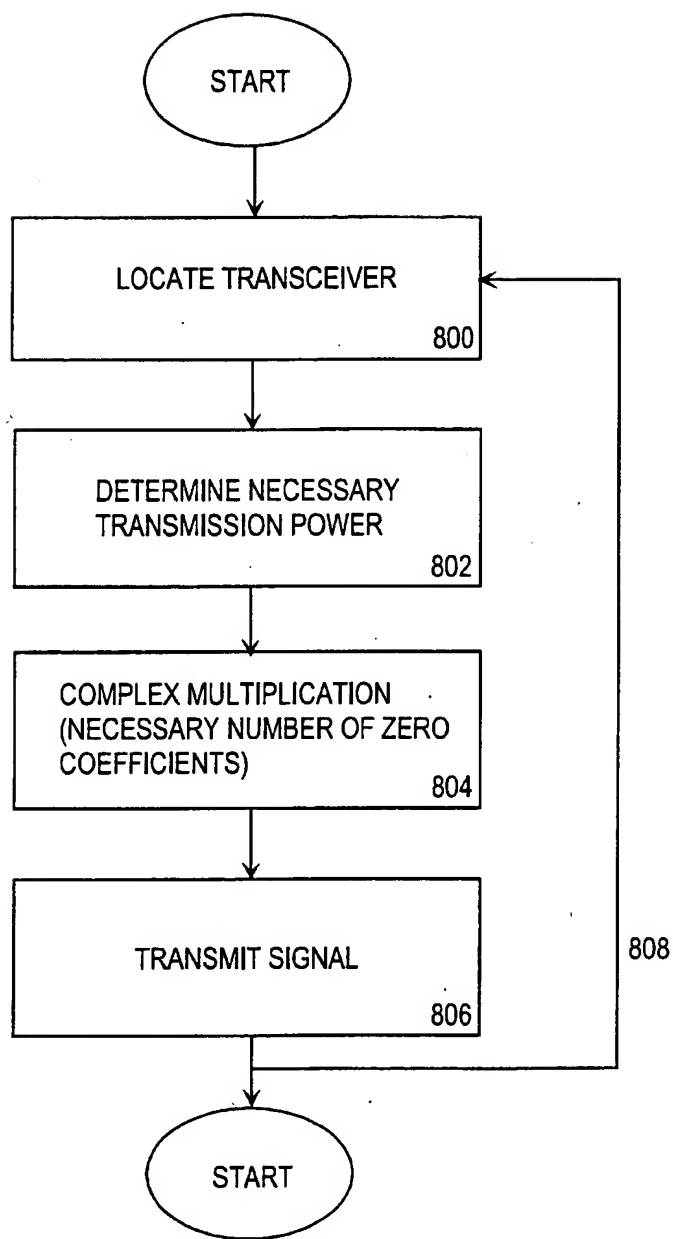 START
LOCATE TRANSCEIVER
800
DETERMINE NECESSARY
TRANSMISSION POWER
802
COMPLEX MULTIPLICATION
(NECESSARY NUMBER OF ZERO
COEFFICIENTS)
804
TRANSMIT SIGNAL
806
808
START